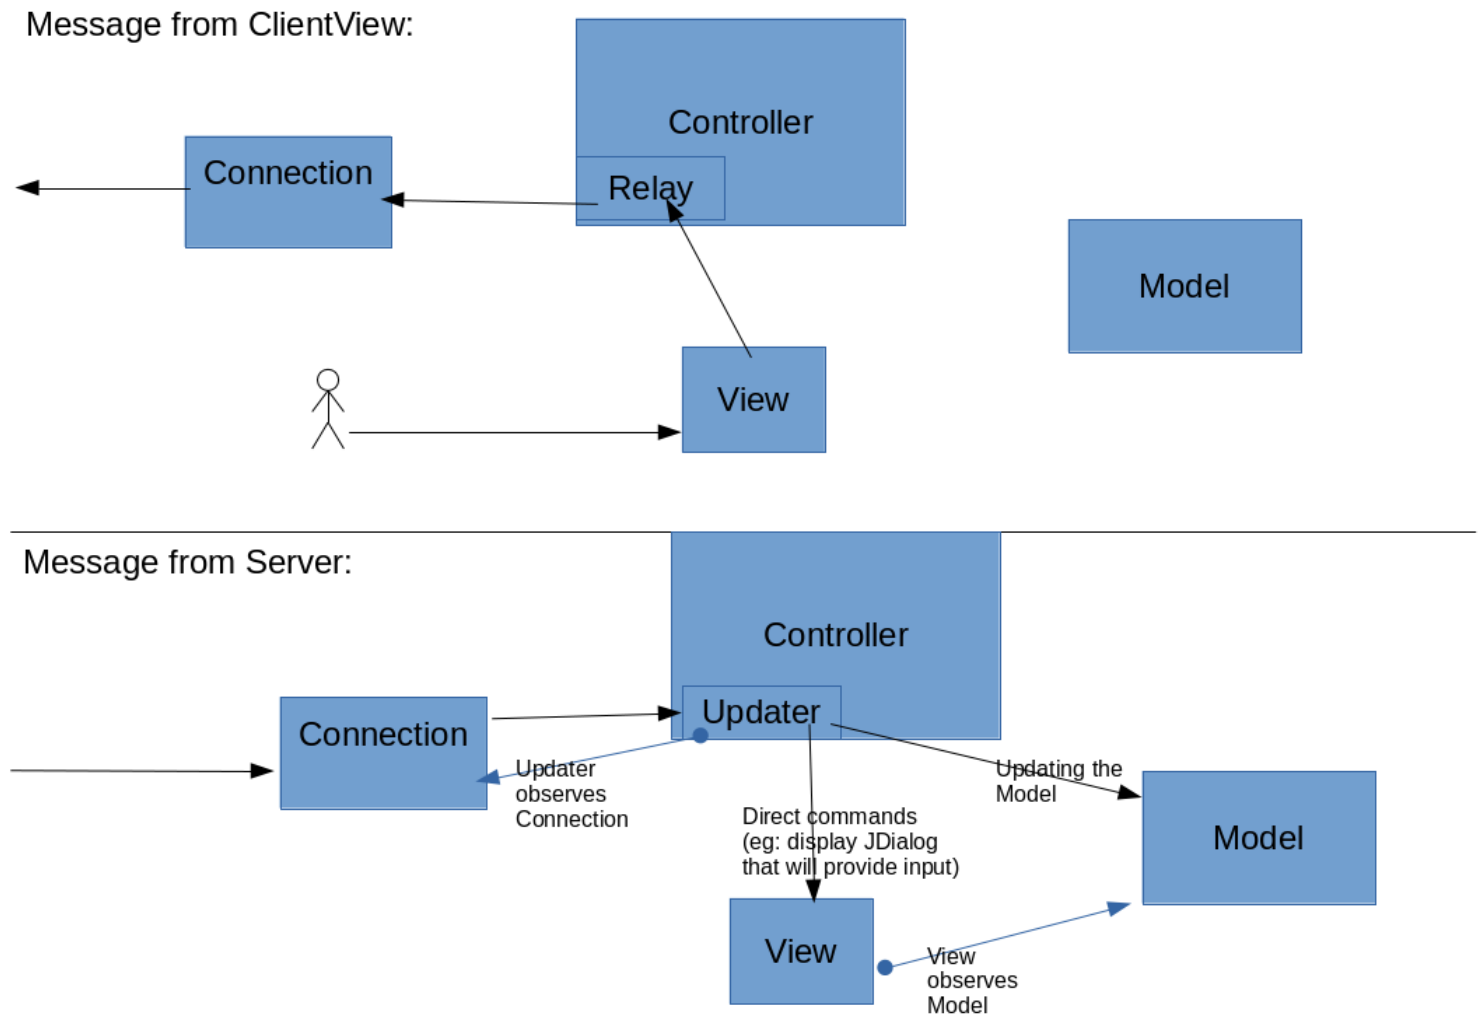 Message from ClientView:
Controller
Connection
Relay
Model
View
Message from Server:
Controller
Updater
Connection
Updater
observes
Connection
Updating the
Model
Direct commands
(eg: display JDialog
that will provide input)
Model
View
View
observes
Model